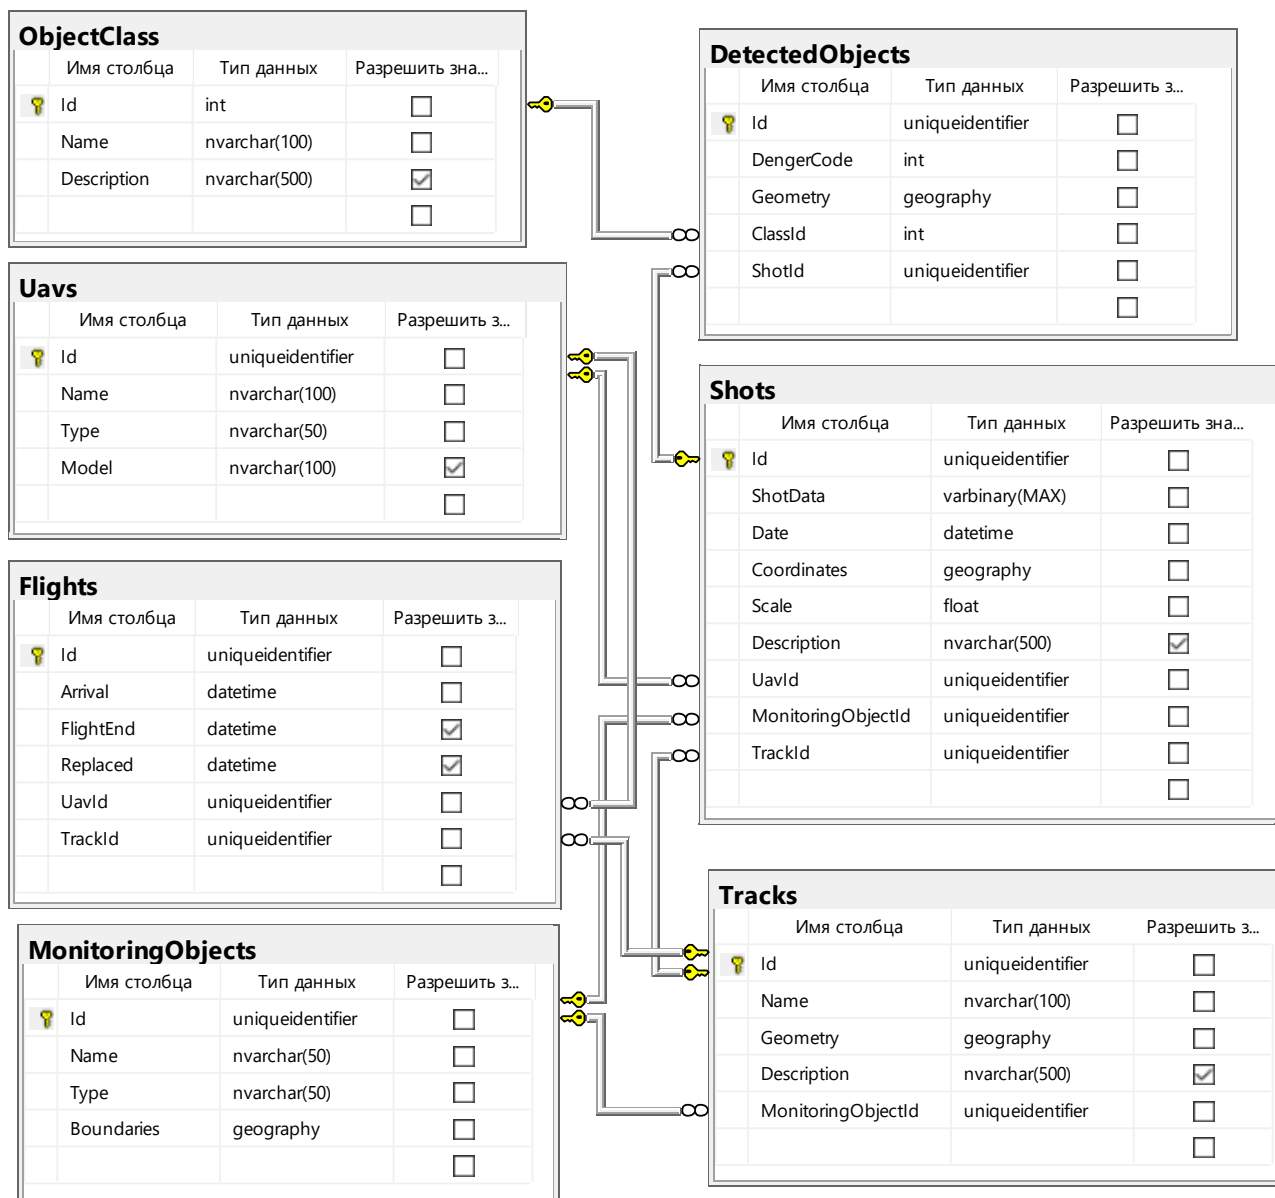 ObjectClass
Имя столбца Тип данных Разрешить зна...
Id int
Name nvarchar(100)
Description nvarchar(500)
Uavs
Имя столбца Тип данных Разрешить з...
Id uniqueidentifier
Name nvarchar(100)
Type nvarchar(50)
Model nvarchar(100)
Flights
Имя столбца Тип данных Разрешить з...
Id uniqueidentifier
Arrival datetime
FlightEnd datetime
Replaced datetime
UavId uniqueidentifier
TrackId uniqueidentifier
MonitoringObjects
Имя столбца Тип данных Разрешить з...
Id uniqueidentifier
Name nvarchar(50)
Type nvarchar(50)
Boundaries geography
DetectedObjects
Имя столбца Тип данных Разрешить з...
Id uniqueidentifier
DengerCode int
Geometry geography
ClassId int
ShotId uniqueidentifier
Shots
Имя столбца Тип данных Разрешить зна...
Id uniqueidentifier
ShotData varbinary(MAX)
Date datetime
Coordinates geography
Scale float
Description nvarchar(500)
UavId uniqueidentifier
MonitoringObjectId uniqueidentifier
TrackId uniqueidentifier
Tracks
Имя столбца Тип данных Разрешить з...
Id uniqueidentifier
Name nvarchar(100)
Geometry geography
Description nvarchar(500)
MonitoringObjectId uniqueidentifier